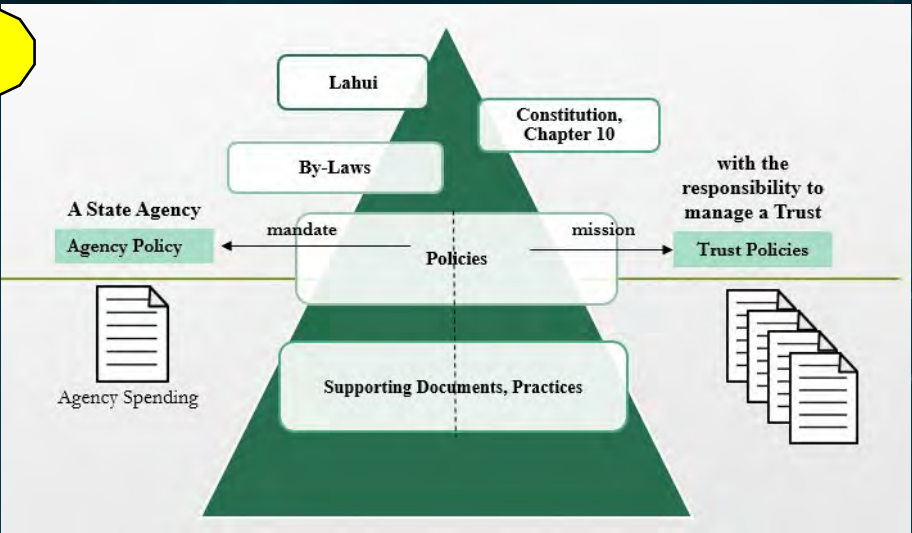 Lahui
Constitution,
Chapter 10
By-Laws
with the
responsibility to
manage a Trust
A State Agency
Agency Policy
mandate
Policies
mission
Trust Policies
Supporting Documents, Practices
Agency Spending